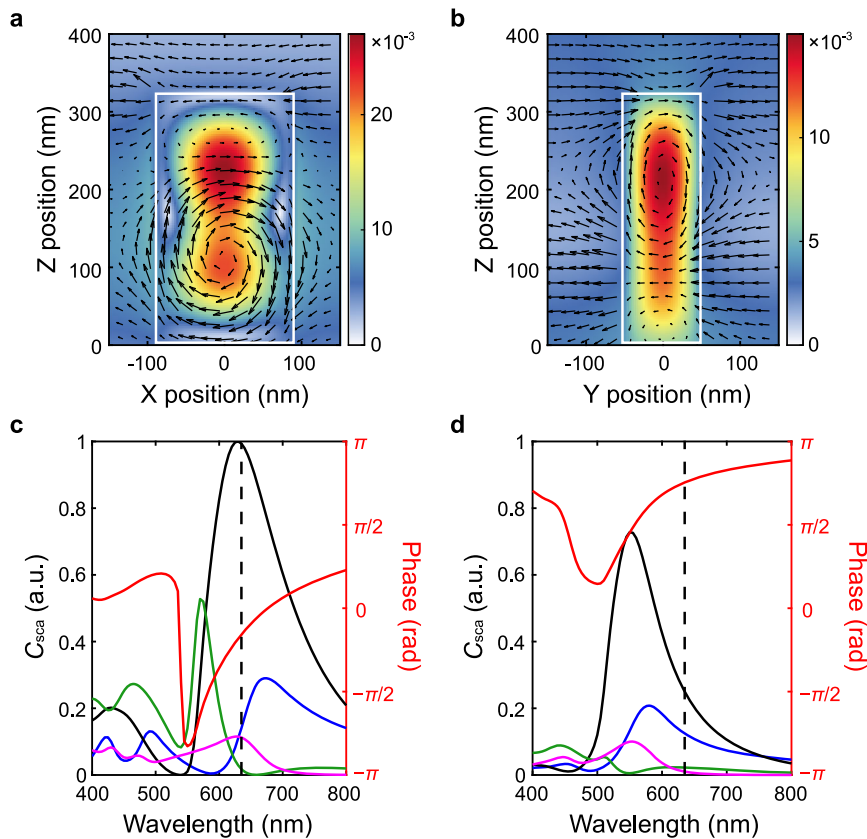 a
b
400
300
200
100
0
Z position (nm)
-100
0
100
X position (nm)
×10⁻³
20
10
0
400
300
200
100
0
Z position (nm)
-100
0
100
Y position (nm)
×10⁻³
10
5
0
c
d
1
0.8
0.6
0.4
0.2
0
Csca (a.u.)
400
500
600
700
800
Wavelength (nm)
π
π/2
0
−π/2
−π
Phase (rad)
1
0.8
0.6
0.4
0.2
0
Csca (a.u.)
400
500
600
700
800
Wavelength (nm)
π
π/2
0
−π/2
−π
Phase (rad)